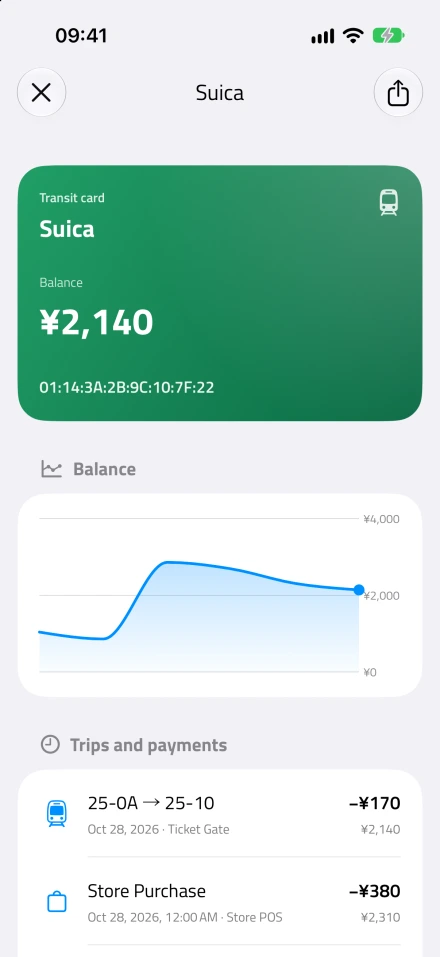 09:41
Suica
Transit card
Suica
Balance
¥2,140
01:14:3A:2B:9C:10:7F:22
Balance
¥4,000
¥2,000
¥0
Trips and payments
25-0A → 25-10
–¥170
Oct 28, 2026 · Ticket Gate
¥2,140
Store Purchase
–¥380
Oct 28, 2026, 12:00 AM · Store POS
¥2,310